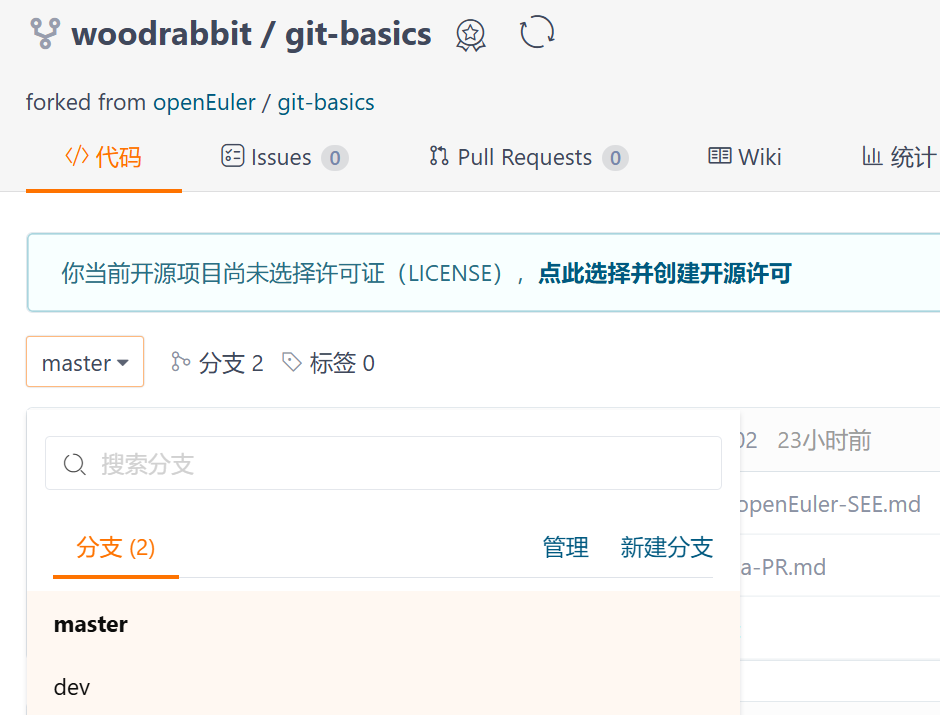 woodrabbit / git-basics
forked from openEuler / git-basics
代码 Issues 0 Pull Requests 0 Wiki 统计
你当前开源项目尚未选择许可证（LICENSE），点此选择并创建开源许可
master 分支 2 标签 0
02 23小时前
搜索分支
openEuler-SEE.md
分支 (2) 管理 新建分支
a-PR.md
master
dev